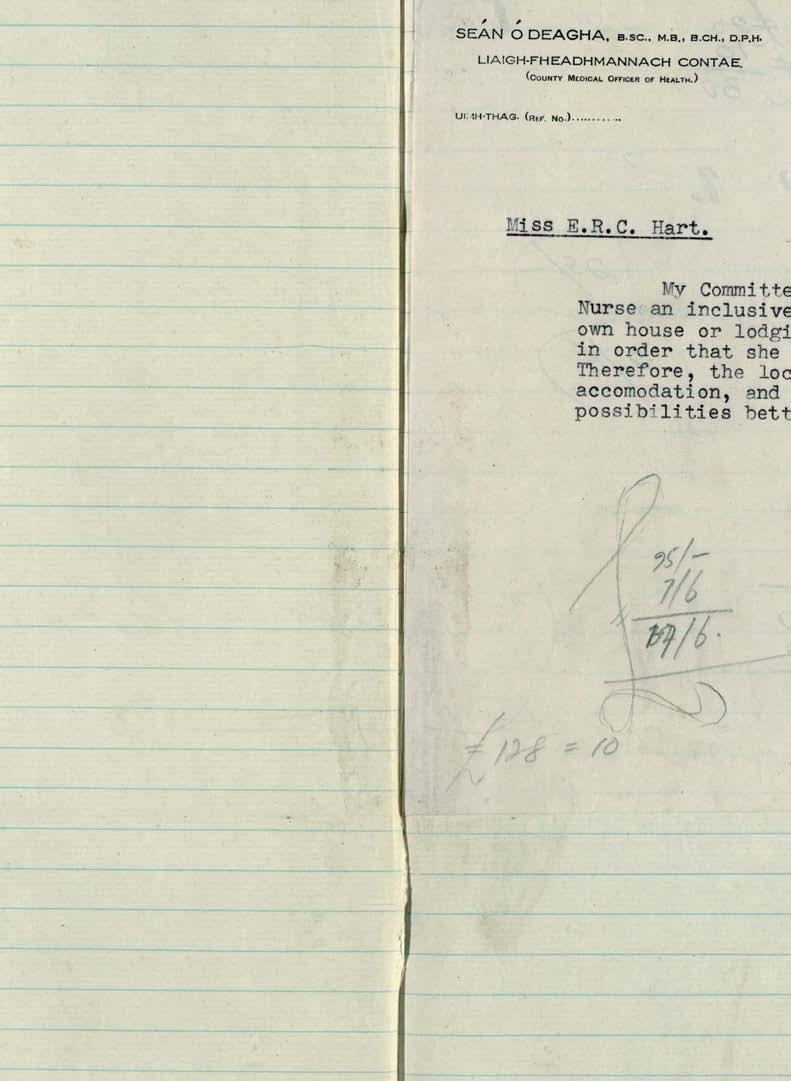 SEÁN Ó DEAGHA, B.SC., M.B., B.CH., D.P.H.
LIAIGH-FHEADHMANNACH CONTAE.
(COUNTY MEDICAL OFFICER OF HEALTH.)
UIMH-THAG. (REF. NO.)..........
Miss E.R.C. Hart.
My Committe
Nurse an inclusive
own house or lodgi
in order that she
Therefore, the loc
accomodation, and
possibilities bett
95/-
7/6
£128 = 10